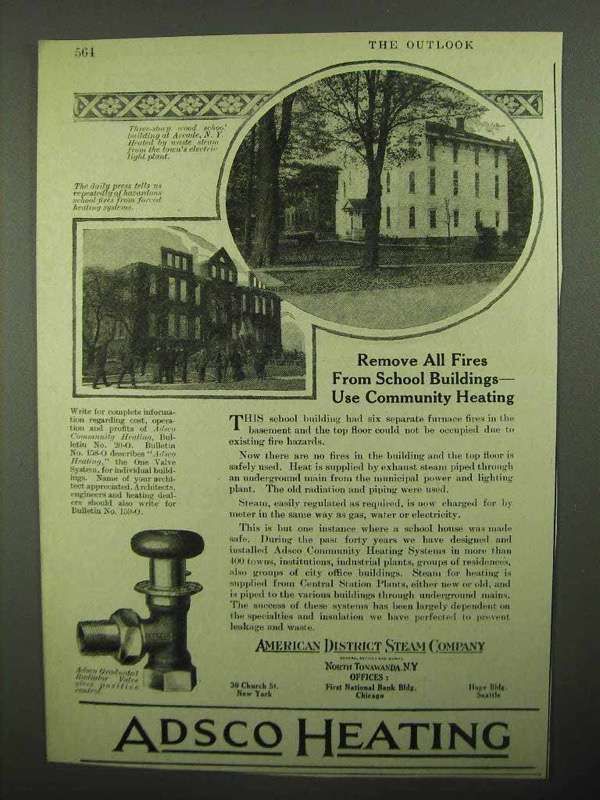 564
THE OUTLOOK
Three-story wood school
building at Arcade, N. Y.
Heated by waste steam
from the town's electric
light plant.
The daily press tells us
repeatedly of hazardous
school fires from forced
heating systems.
Remove All Fires
From School Buildings—
Use Community Heating
Write for complete informa-
tion regarding cost, opera-
tion and profits of Adsco
Community Heating, Bul-
letin No. 20-O. Bulletin
No. 158-O describes "Adsco
Heating," the One Valve
System, for individual build-
ings. Name of your archi-
tect appreciated. Architects,
engineers and heating deal-
ers should also write for
Bulletin No. 159-O.
THIS school building had six separate furnace fires in the
basement and the top floor could not be occupied due to
existing fire hazards.
Now there are no fires in the building and the top floor is
safely used. Heat is supplied by exhaust steam piped through
an underground main from the municipal power and lighting
plant. The old radiation and piping were used.
Steam, easily regulated as required, is now charged for by
meter in the same way as gas, water or electricity.
This is but one instance where a school house was made
safe. During the past forty years we have designed and
installed Adsco Community Heating Systems in more than
400 towns, institutions, industrial plants, groups of residences,
also groups of city office buildings. Steam for heating is
supplied from Central Station Plants, either new or old, and
is piped to the various buildings through underground mains.
The success of these systems has been largely dependent on
the specialties and insulation we have perfected to prevent
leakage and waste.
Adsco Graduated
Radiator Valve
gives positive
control.
AMERICAN DISTRICT STEAM COMPANY
GENERAL OFFICES AND WORKS
NORTH TONAWANDA, N.Y
OFFICES:
30 Church St.
New York
First National Bank Bldg.
Chicago
Hoge Bldg.
Seattle
ADSCO HEATING